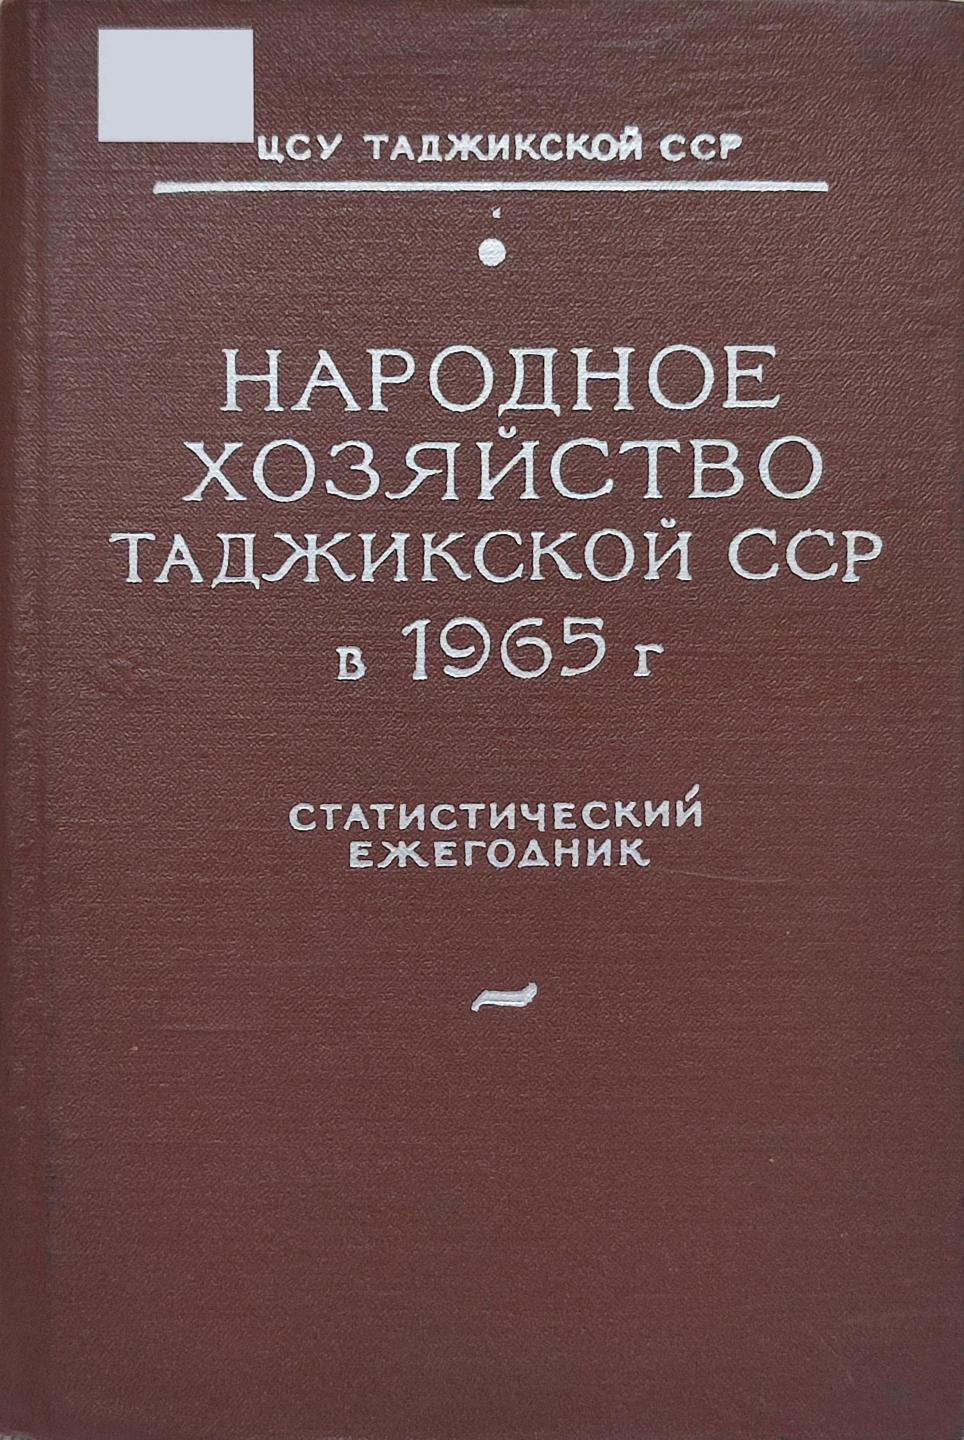 ЦСУ ТАДЖИКСКОЙ ССР
НАРОДНОЕ
ХОЗЯЙСТВО
ТАДЖИКСКОЙ ССР
в 1965 г
СТАТИСТИЧЕСКИЙ
ЕЖЕГОДНИК